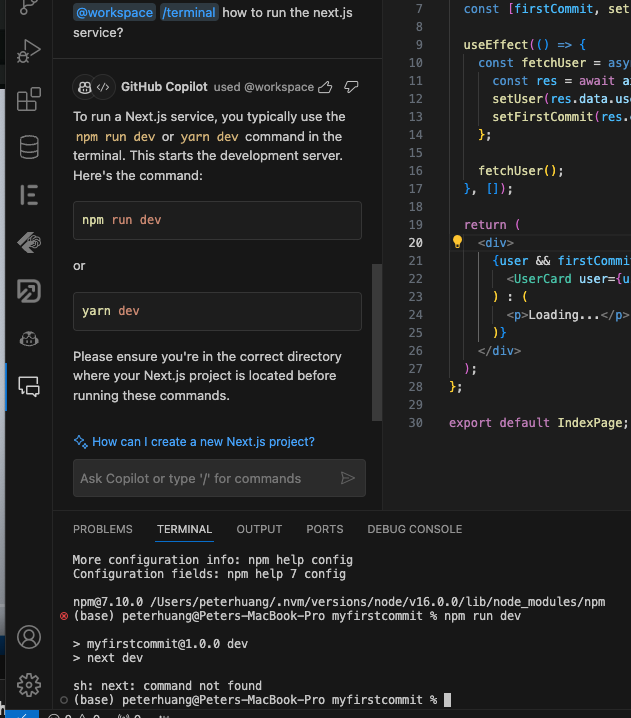 @workspace /terminal how to run the next.js
service?
GitHub Copilot used @workspace
To run a Next.js service, you typically use the
npm run dev or yarn dev command in the
terminal. This starts the development server.
Here's the command:
npm run dev
or
yarn dev
Please ensure you're in the correct directory
where your Next.js project is located before
running these commands.
How can I create a new Next.js project?
Ask Copilot or type '/' for commands
7 const [firstCommit, set
8
9 useEffect(() => {
10 const fetchUser = asy
11 const res = await a
12 setUser(res.data.us
13 setFirstCommit(res.
14 };
15
16 fetchUser();
17 }, []);
18
19 return (
20 <div>
21 {user && firstCommi
22 <UserCard user={u
23 ) : (
24 <p>Loading...</p>
25 )}
26 </div>
27 );
28 };
29
30 export default IndexPage;
PROBLEMS TERMINAL OUTPUT PORTS DEBUG CONSOLE
More configuration info: npm help config
Configuration fields: npm help 7 config
npm@7.10.0 /Users/peterhuang/.nvm/versions/node/v16.0.0/lib/node_modules/npm
(base) peterhuang@Peters-MacBook-Pro myfirstcommit % npm run dev
> myfirstcommit@1.0.0 dev
> next dev
sh: next: command not found
(base) peterhuang@Peters-MacBook-Pro myfirstcommit %